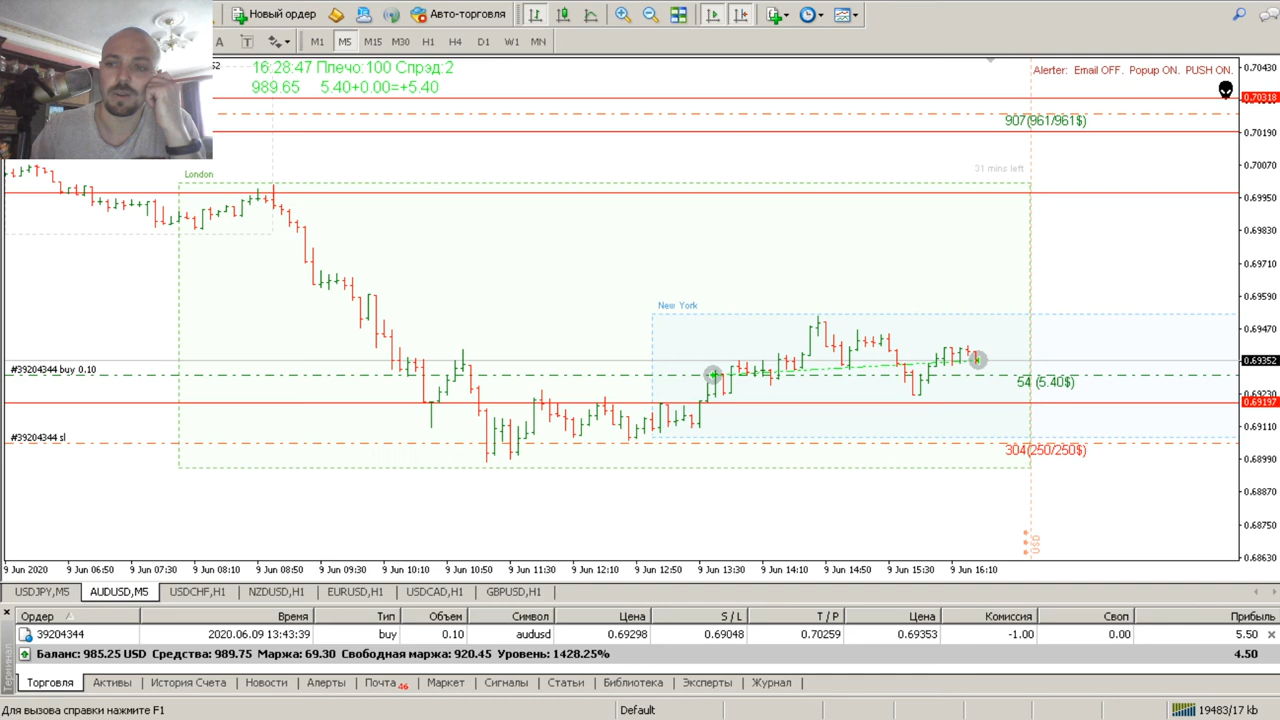 Новый ордер Авто-торговля
A T M1 M5 M15 M30 H1 H4 D1 W1 MN
16:28:47 Плечо:100 Спрэд:2
989.65 5.40+0.00=+5.40
Alerter: Email OFF. Popup ON. PUSH ON.
0.70430
0.70318
907(961/961$)
0.70190
31 mins left
0.70070
London
0.69950
0.69830
0.69710
0.69590
New York
0.69470
0.69352
#39204344 buy 0.10
54 (5.40$)
0.69230
0.69197
0.69110
#39204344 sl
304(250/250$)
0.68990
0.68870
0.68750
USD
0.68630
9 Jun 2020 9 Jun 06:50 9 Jun 07:30 9 Jun 08:10 9 Jun 08:50 9 Jun 09:30 9 Jun 10:10 9 Jun 10:50 9 Jun 11:30 9 Jun 12:10 9 Jun 12:50 9 Jun 13:30 9 Jun 14:10 9 Jun 14:50 9 Jun 15:30 9 Jun 16:10
USDJPY,M5 AUDUSD,M5 USDCHF,H1 NZDUSD,H1 EURUSD,H1 USDCAD,H1 GBPUSD,H1
Ордер Время Тип Объем Символ Цена S / L T / P Цена Комиссия Своп Прибыль
39204344 2020.06.09 13:43:39 buy 0.10 audusd 0.69298 0.69048 0.70259 0.69353 -1.00 0.00 5.50
Баланс: 985.25 USD Средства: 989.75 Маржа: 69.30 Свободная маржа: 920.45 Уровень: 1428.25% 4.50
Терминал
Торговля Активы История Счета Новости Алерты Почта 46 Маркет Сигналы Статьи Библиотека Эксперты Журнал
Для вызова справки нажмите F1 Default 19483/17 kb